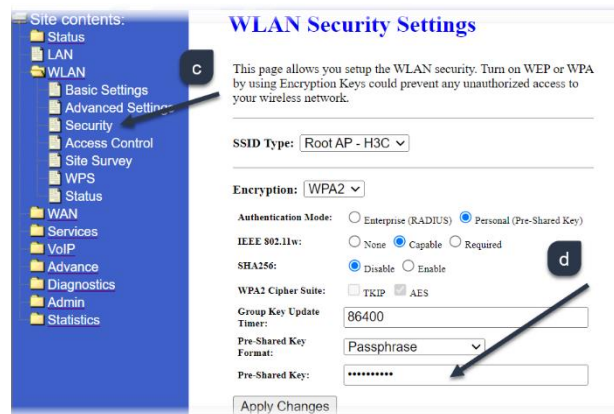 Site contents:
Status
LAN
WLAN
Basic Settings
Advanced Settings
Security
Access Control
Site Survey
WPS
Status
WAN
Services
VoIP
Advance
Diagnostics
Admin
Statistics
c
WLAN Security Settings
This page allows you setup the WLAN security. Turn on WEP or WPA
by using Encryption Keys could prevent any unauthorized access to
your wireless network.
SSID Type: Root AP - H3C
Encryption: WPA2
Authentication Mode: Enterprise (RADIUS) Personal (Pre-Shared Key)
IEEE 802.11w: None Capable Required
SHA256: Disable Enable
d
WPA2 Cipher Suite: TKIP AES
Group Key Update
Timer: 86400
Pre-Shared Key
Format: Passphrase
Pre-Shared Key: ••••••••••
Apply Changes